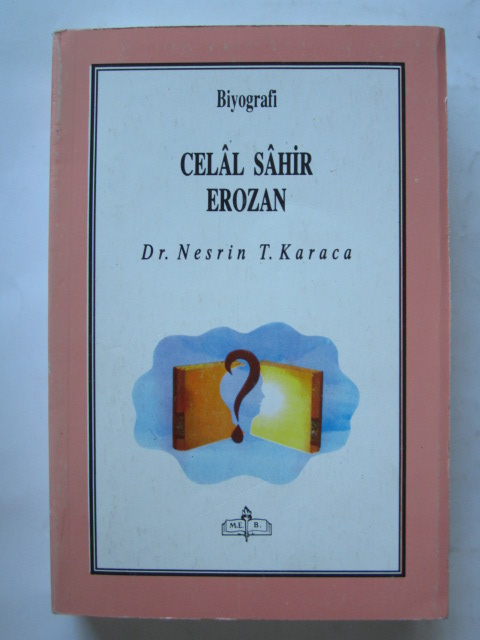 Biyografi
CELÂL SÂHİR
EROZAN
Dr. Nesrin T. Karaca
?
M.E. B.